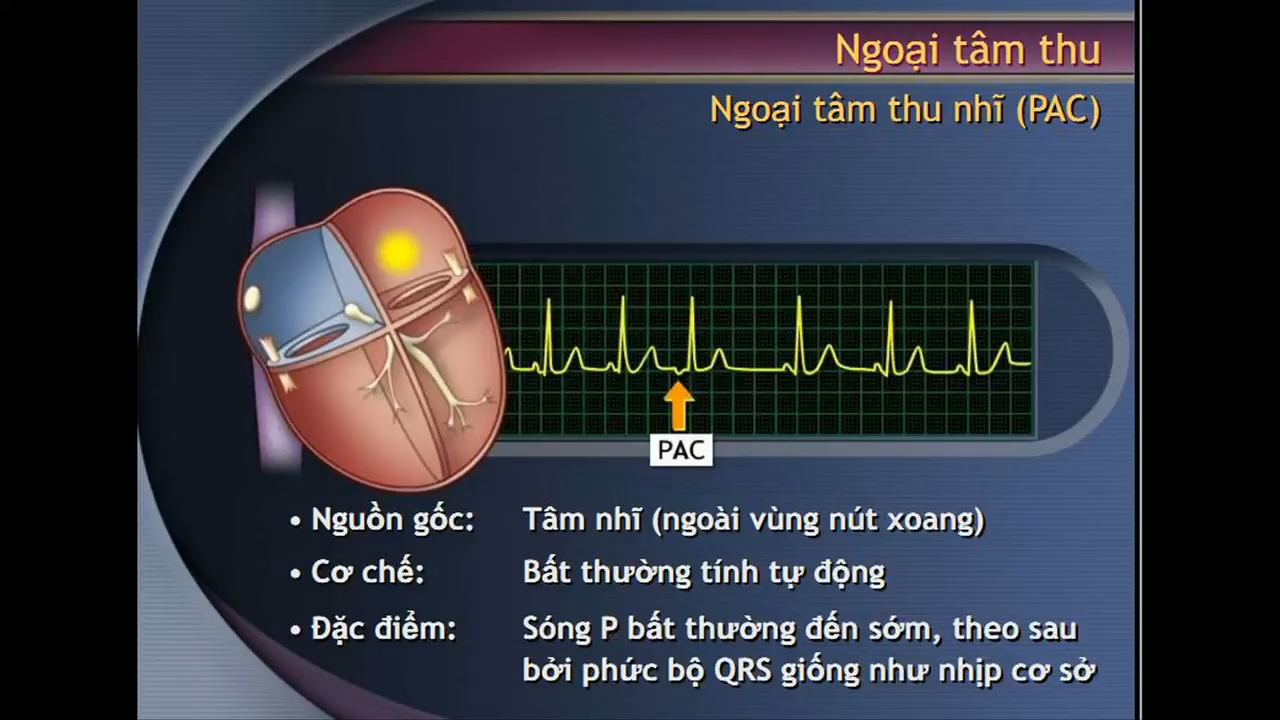 Ngoại tâm thu
Ngoại tâm thu nhĩ (PAC)
PAC
• Nguồn gốc: Tâm nhĩ (ngoài vùng nút xoang)
• Cơ chế: Bất thường tính tự động
• Đặc điểm: Sóng P bất thường đến sớm, theo sau
bởi phức bộ QRS giống như nhịp cơ sở